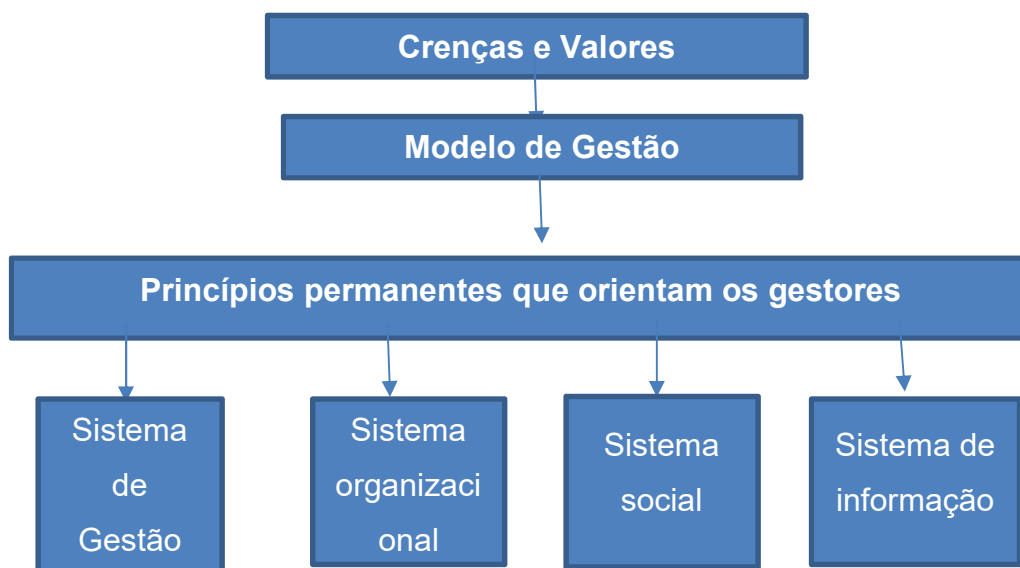 Crenças e Valores
Modelo de Gestão
Princípios permanentes que orientam os gestores
Sistema
de
Gestão
Sistema
organizaci
onal
Sistema
social
Sistema de
informação